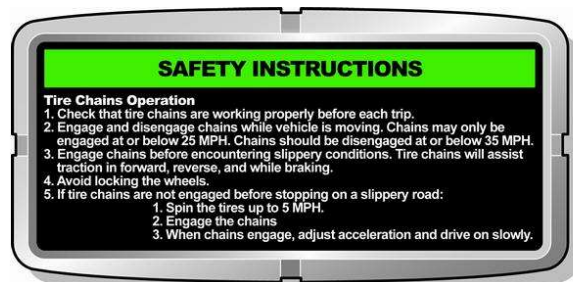 SAFETY INSTRUCTIONS
Tire Chains Operation
1. Check that tire chains are working properly before each trip.
2. Engage and disengage chains while vehicle is moving. Chains may only be
engaged at or below 25 MPH. Chains should be disengaged at or below 35 MPH.
3. Engage chains before encountering slippery conditions. Tire chains will assist
traction in forward, reverse, and while braking.
4. Avoid locking the wheels.
5. If tire chains are not engaged before stopping on a slippery road:
1. Spin the tires up to 5 MPH.
2. Engage the chains
3. When chains engage, adjust acceleration and drive on slowly.